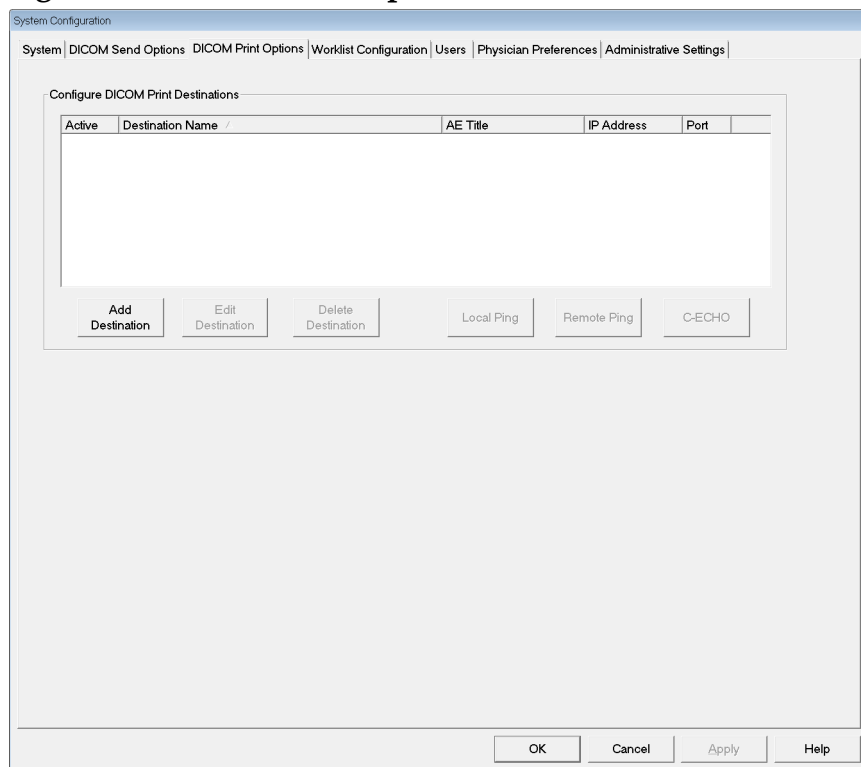 System Configuration
System DICOM Send Options DICOM Print Options Worklist Configuration Users Physician Preferences Administrative Settings
Configure DICOM Print Destinations
Active Destination Name AE Title IP Address Port
Add Destination Edit Destination Delete Destination Local Ping Remote Ping C-ECHO
OK Cancel Apply Help